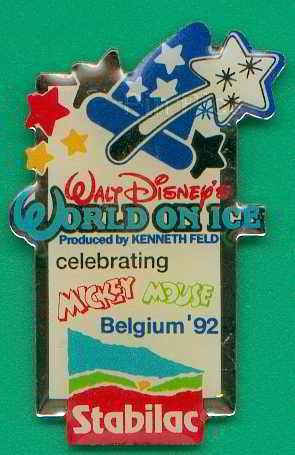 WALT DISNEY'S
WORLD ON ICE
Produced by KENNETH FELD
celebrating
MICKEY MOUSE
Belgium '92
Stabilac